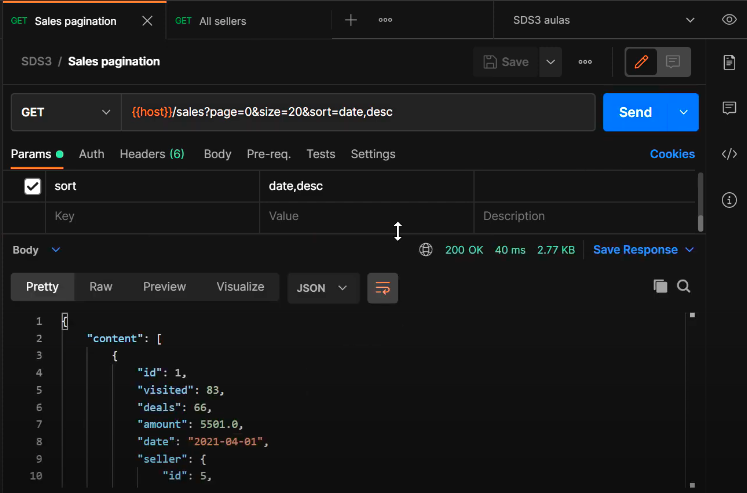 GET Sales pagination GET All sellers SDS3 aulas
SDS3 / Sales pagination Save
GET {{host}}/sales?page=0&size=20&sort=date,desc Send
Params Auth Headers (6) Body Pre-req. Tests Settings Cookies
sort date,desc
Key Value Description
Body 200 OK 40 ms 2.77 KB Save Response
Pretty Raw Preview Visualize JSON
1 {
2 "content": [
3 {
4 "id": 1,
5 "visited": 83,
6 "deals": 66,
7 "amount": 5501.0,
8 "date": "2021-04-01",
9 "seller": {
10 "id": 5,